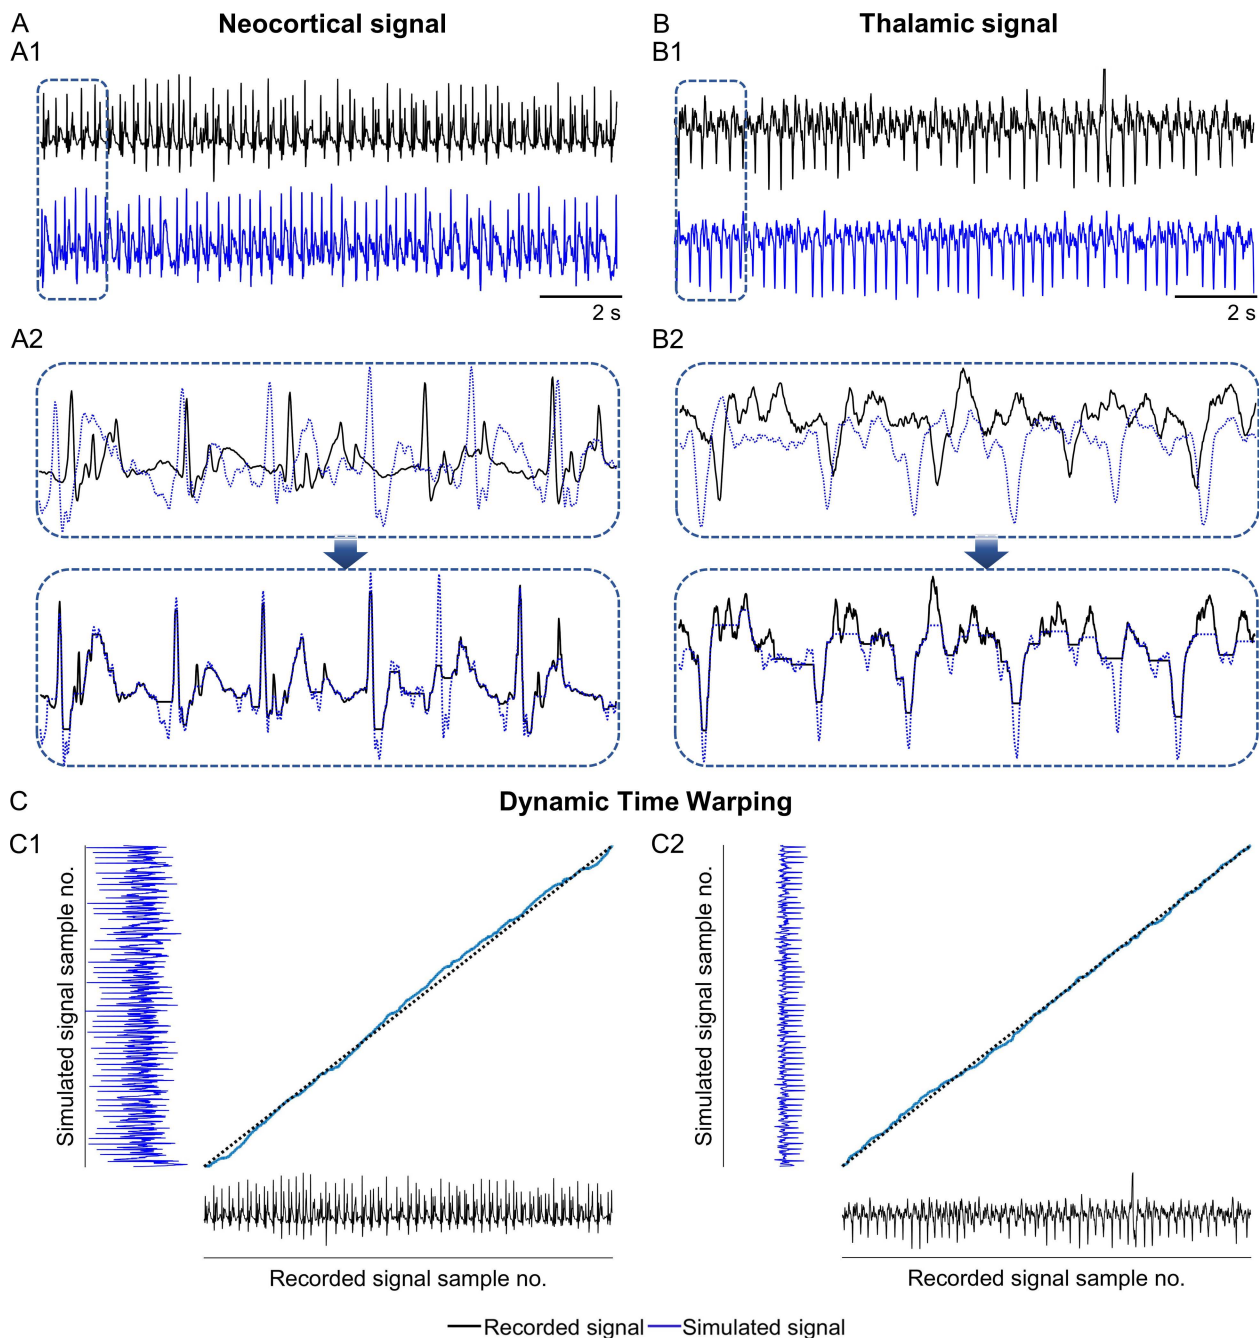 A Neocortical signal
B Thalamic signal
A1
B1
2 s
2 s
A2
B2
C Dynamic Time Warping
C1
Simulated signal sample no.
Recorded signal sample no.
C2
Simulated signal sample no.
Recorded signal sample no.
Recorded signal Simulated signal